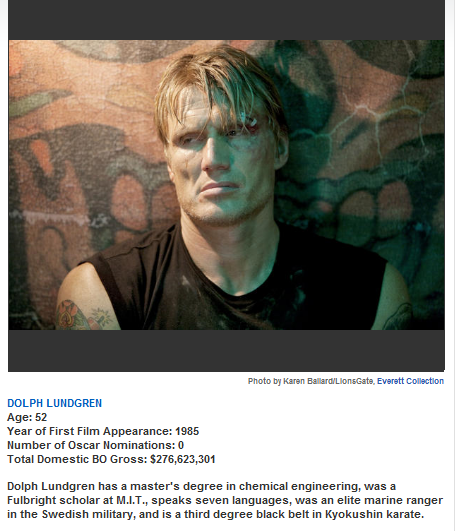 Photo by Karen Ballard/LionsGate, Everett Collection
DOLPH LUNDGREN
Age: 52
Year of First Film Appearance: 1985
Number of Oscar Nominations: 0
Total Domestic BO Gross: $276,623,301
Dolph Lundgren has a master's degree in chemical engineering, was a
Fulbright scholar at M.I.T., speaks seven languages, was an elite marine ranger
in the Swedish military, and is a third degree black belt in Kyokushin karate.